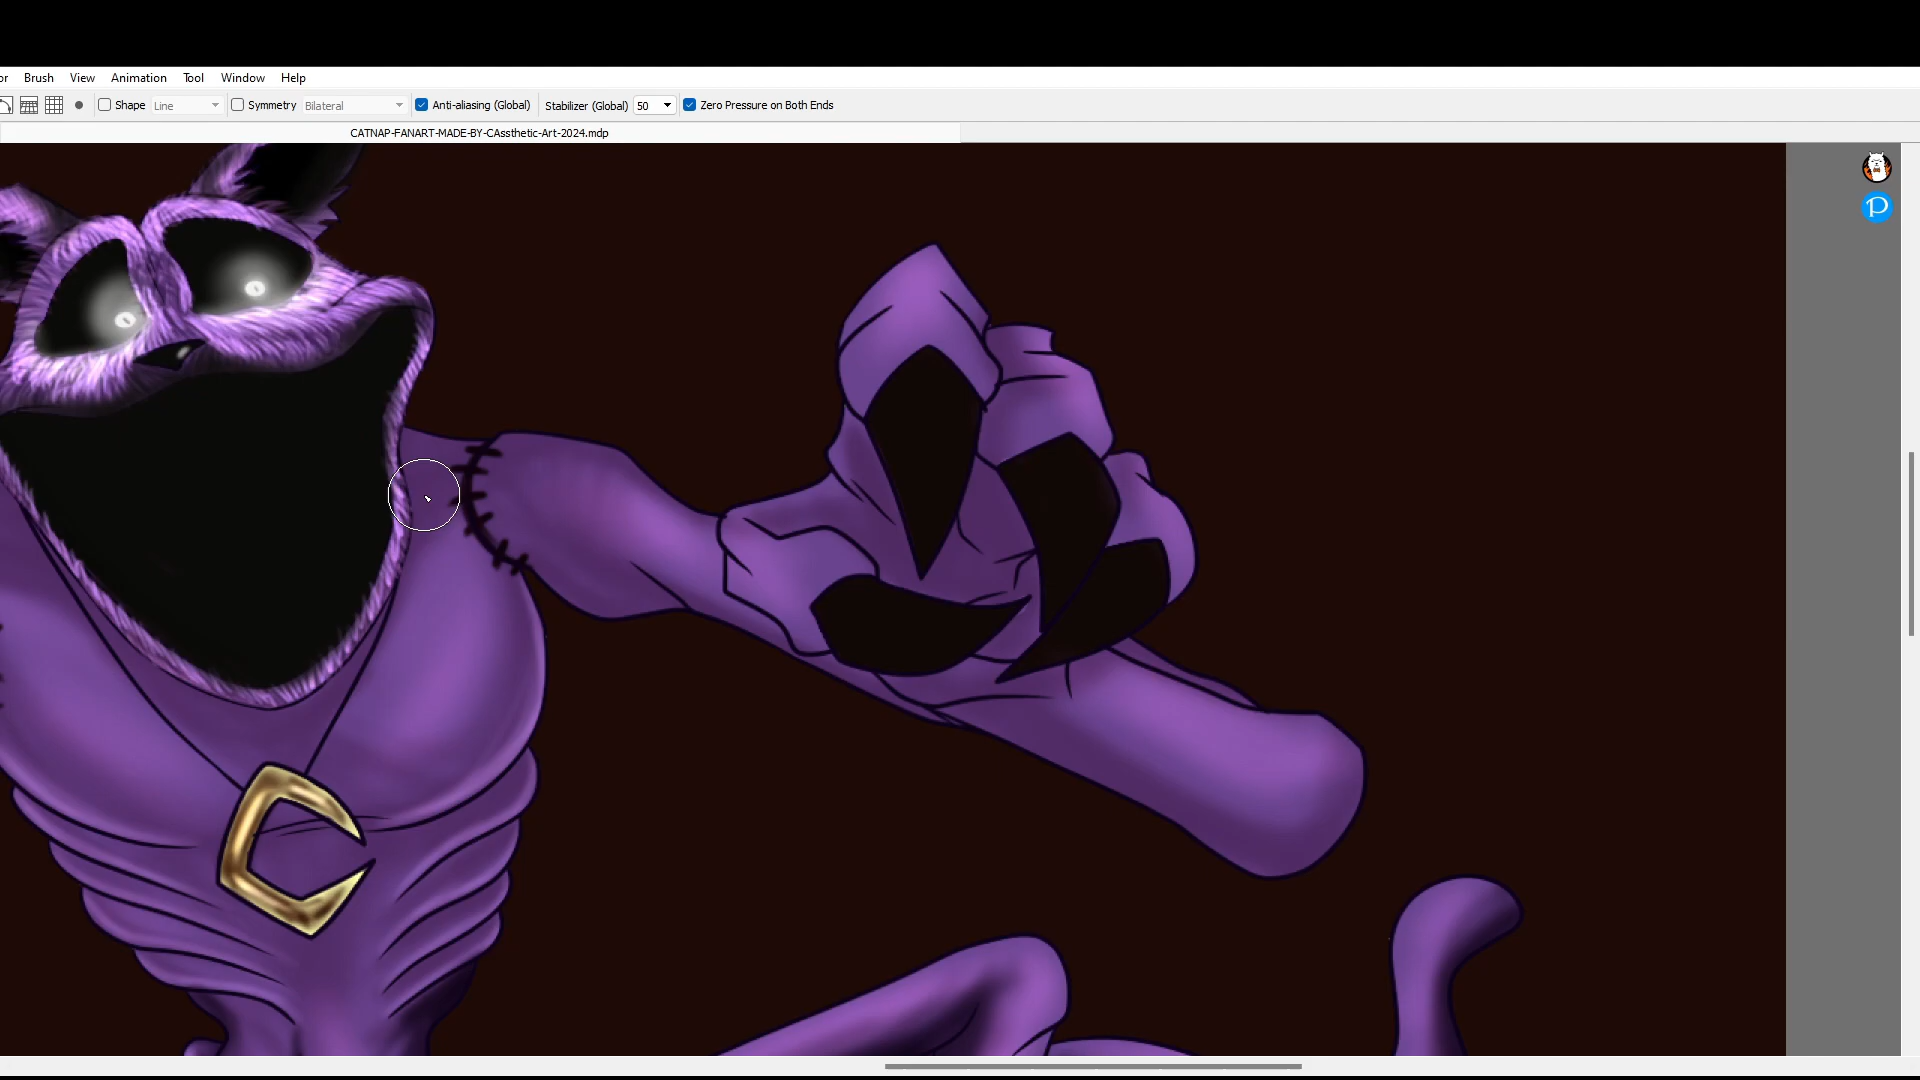 or Brush View Animation Tool Window Help
Shape Line Symmetry Bilateral Anti-aliasing (Global) Stabilizer (Global) 50 Zero Pressure on Both Ends
CATNAP-FANART-MADE-BY-CAssthetic-Art-2024.mdp
P